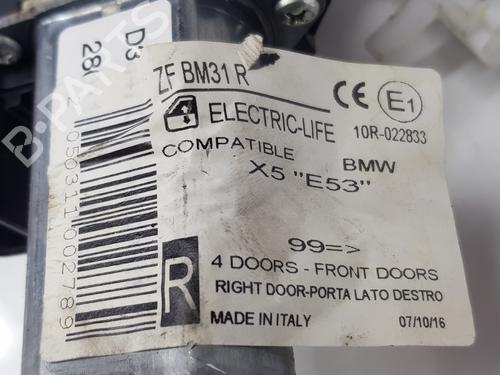 D3
280
ZF BM31 R
ELECTRIC-LIFE
CE E1
10R-022833
COMPATIBLE BMW
X5 "E53"
99=>
R
4 DOORS - FRONT DOORS
RIGHT DOOR-PORTA LATO DESTRO
MADE IN ITALY 07/10/16
B-PARTS